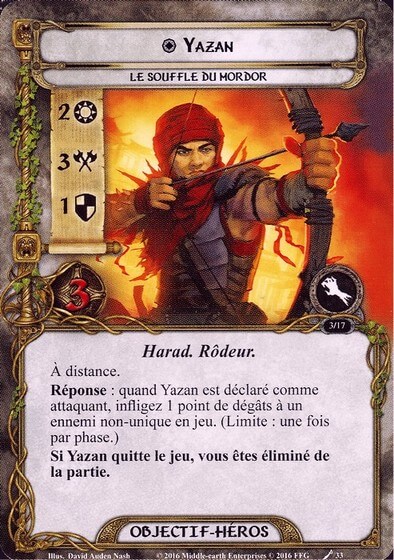 YAZAN
LE SOUFFLE DU MORDOR
2
3
1
3
3/17
Harad. Rôdeur.
À distance.
Réponse : quand Yazan est déclaré comme
attaquant, infligez 1 point de dégâts à un
ennemi non-unique en jeu. (Limite : une fois
par phase.)
Si Yazan quitte le jeu, vous êtes éliminé de
la partie.
OBJECTIF-HÉROS
Illus. David Auden Nash © 2016 Middle-earth Enterprises © 2016 FFG 33